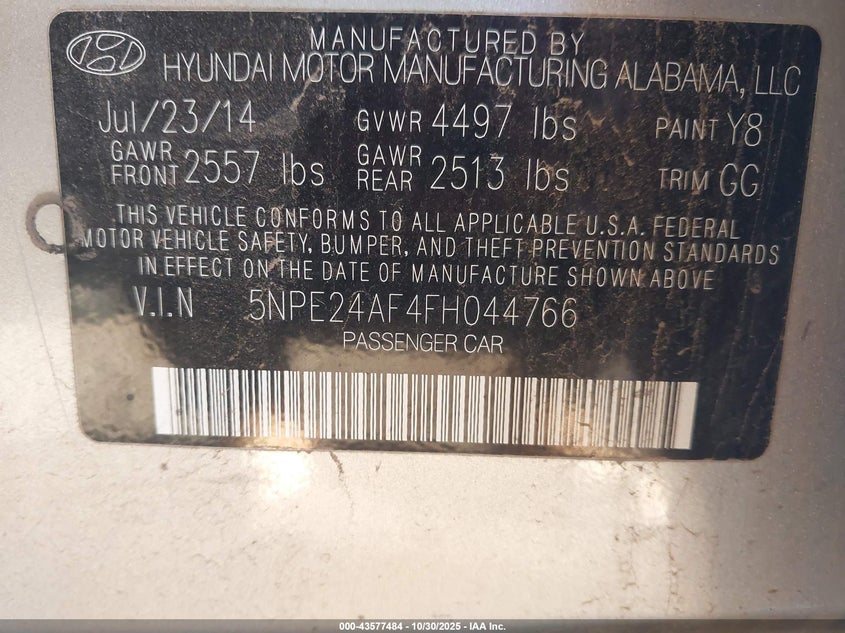 MANUFACTURED BY
HYUNDAI MOTOR MANUFACTURING ALABAMA, LLC
Jul/23/14 GVWR 4497 lbs PAINT Y8
GAWR FRONT 2557 lbs GAWR REAR 2513 lbs TRIM GG
THIS VEHICLE CONFORMS TO ALL APPLICABLE U.S.A. FEDERAL
MOTOR VEHICLE SAFETY, BUMPER, AND THEFT PREVENTION STANDARDS
IN EFFECT ON THE DATE OF MANUFACTURE SHOWN ABOVE
V.I.N 5NPE24AF4FH044766
PASSENGER CAR
000-43577484 - 10/30/2025 - IAA Inc.